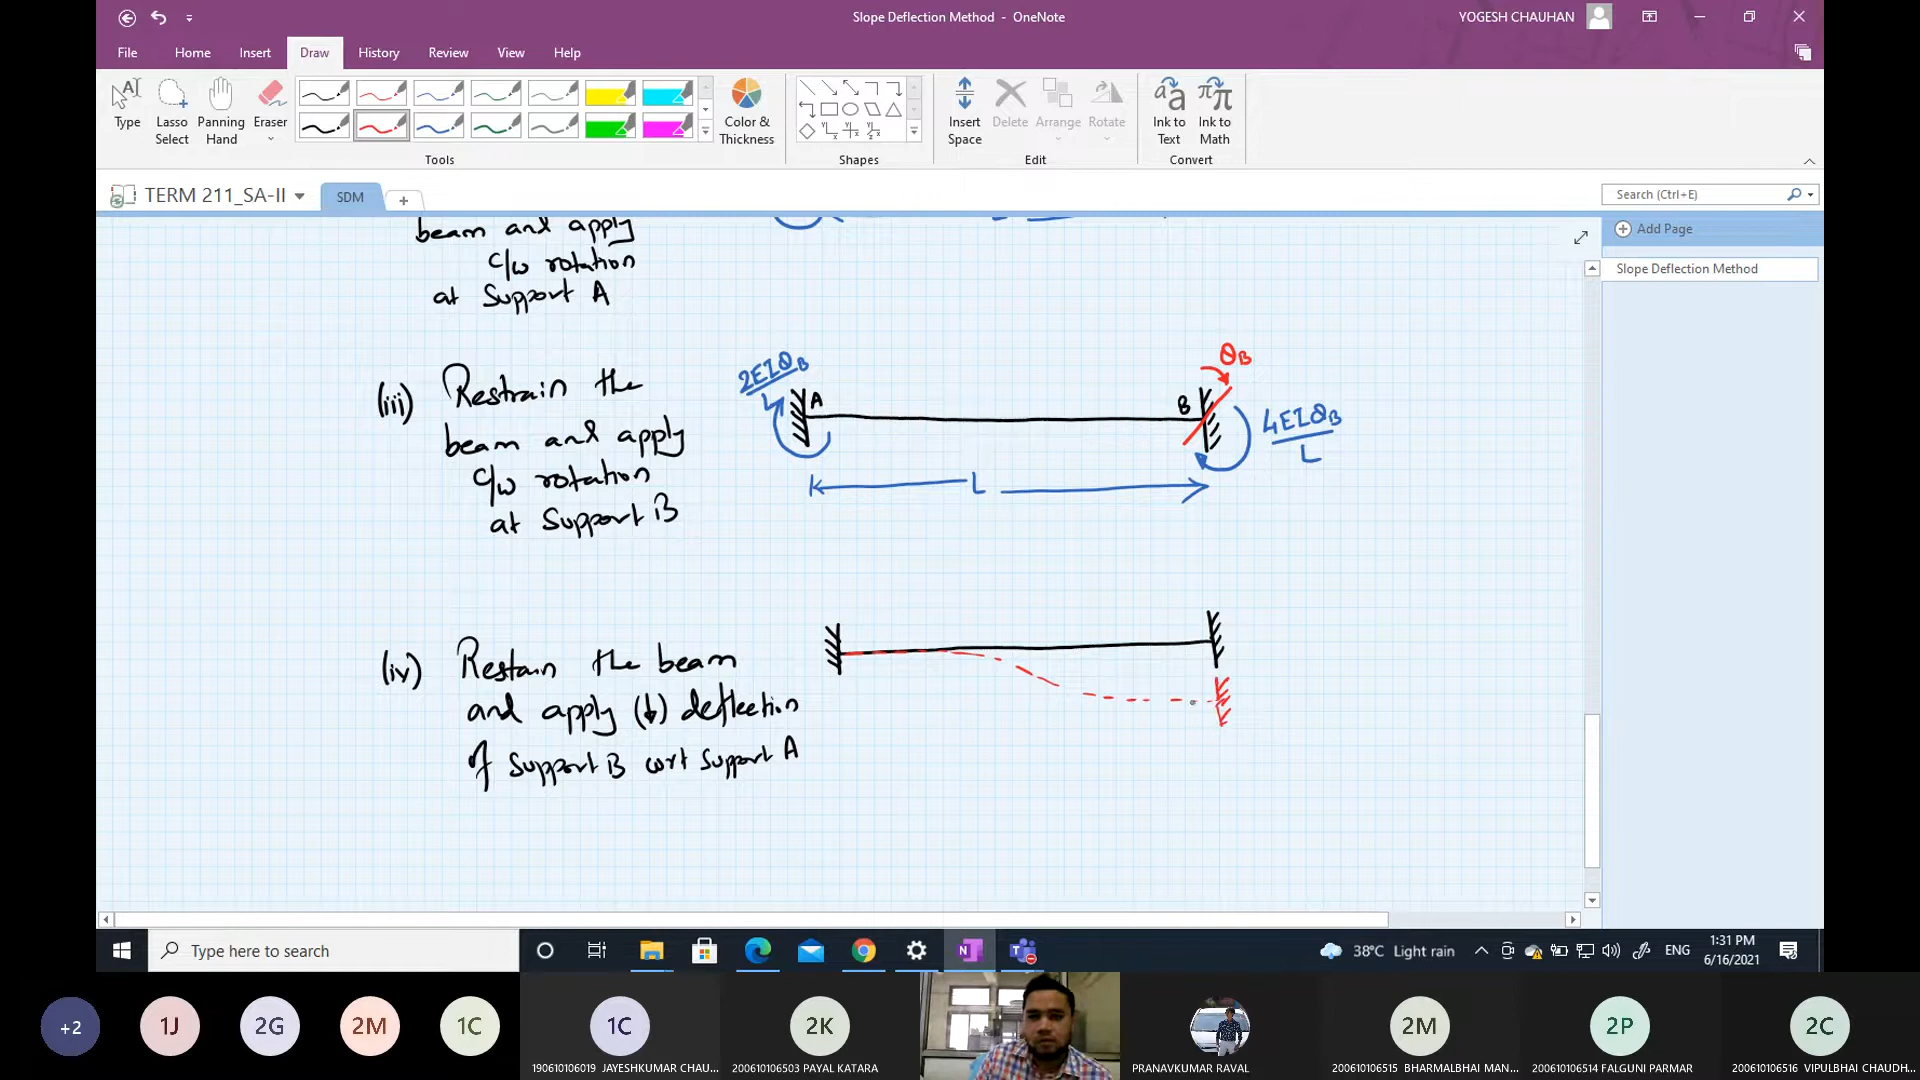 Slope Deflection Method - OneNote
YOGESH CHAUHAN
File Home Insert Draw History Review View Help
Type
Lasso Select
Panning Hand
Eraser
Color & Thickness
Insert Space
Delete
Arrange
Rotate
Ink to Text
Ink to Math
Tools
Shapes
Edit
Convert
TERM 211_SA-II
SDM
Search (Ctrl+E)
Add Page
Slope Deflection Method
beam and apply
c/w rotation
at Support A
(iii) Restrain the
beam and apply
c/w rotation
at Support B
2EIθB
L
A
B
θB
4EIθB
L
L
(iv) Restain the beam
and apply (↓) deflection
of Support B wrt Support A
Type here to search
38°C Light rain
ENG
1:31 PM
6/16/2021
+2
1J
2G
2M
1C
1C
2K
2M
2P
2C
190610106019 JAYESHKUMAR CHAU...
200610106503 PAYAL KATARA
PRANAVKUMAR RAVAL
200610106515 BHARMALBHAI MAN...
200610106514 FALGUNI PARMAR
200610106516 VIPULBHAI CHAUDH...